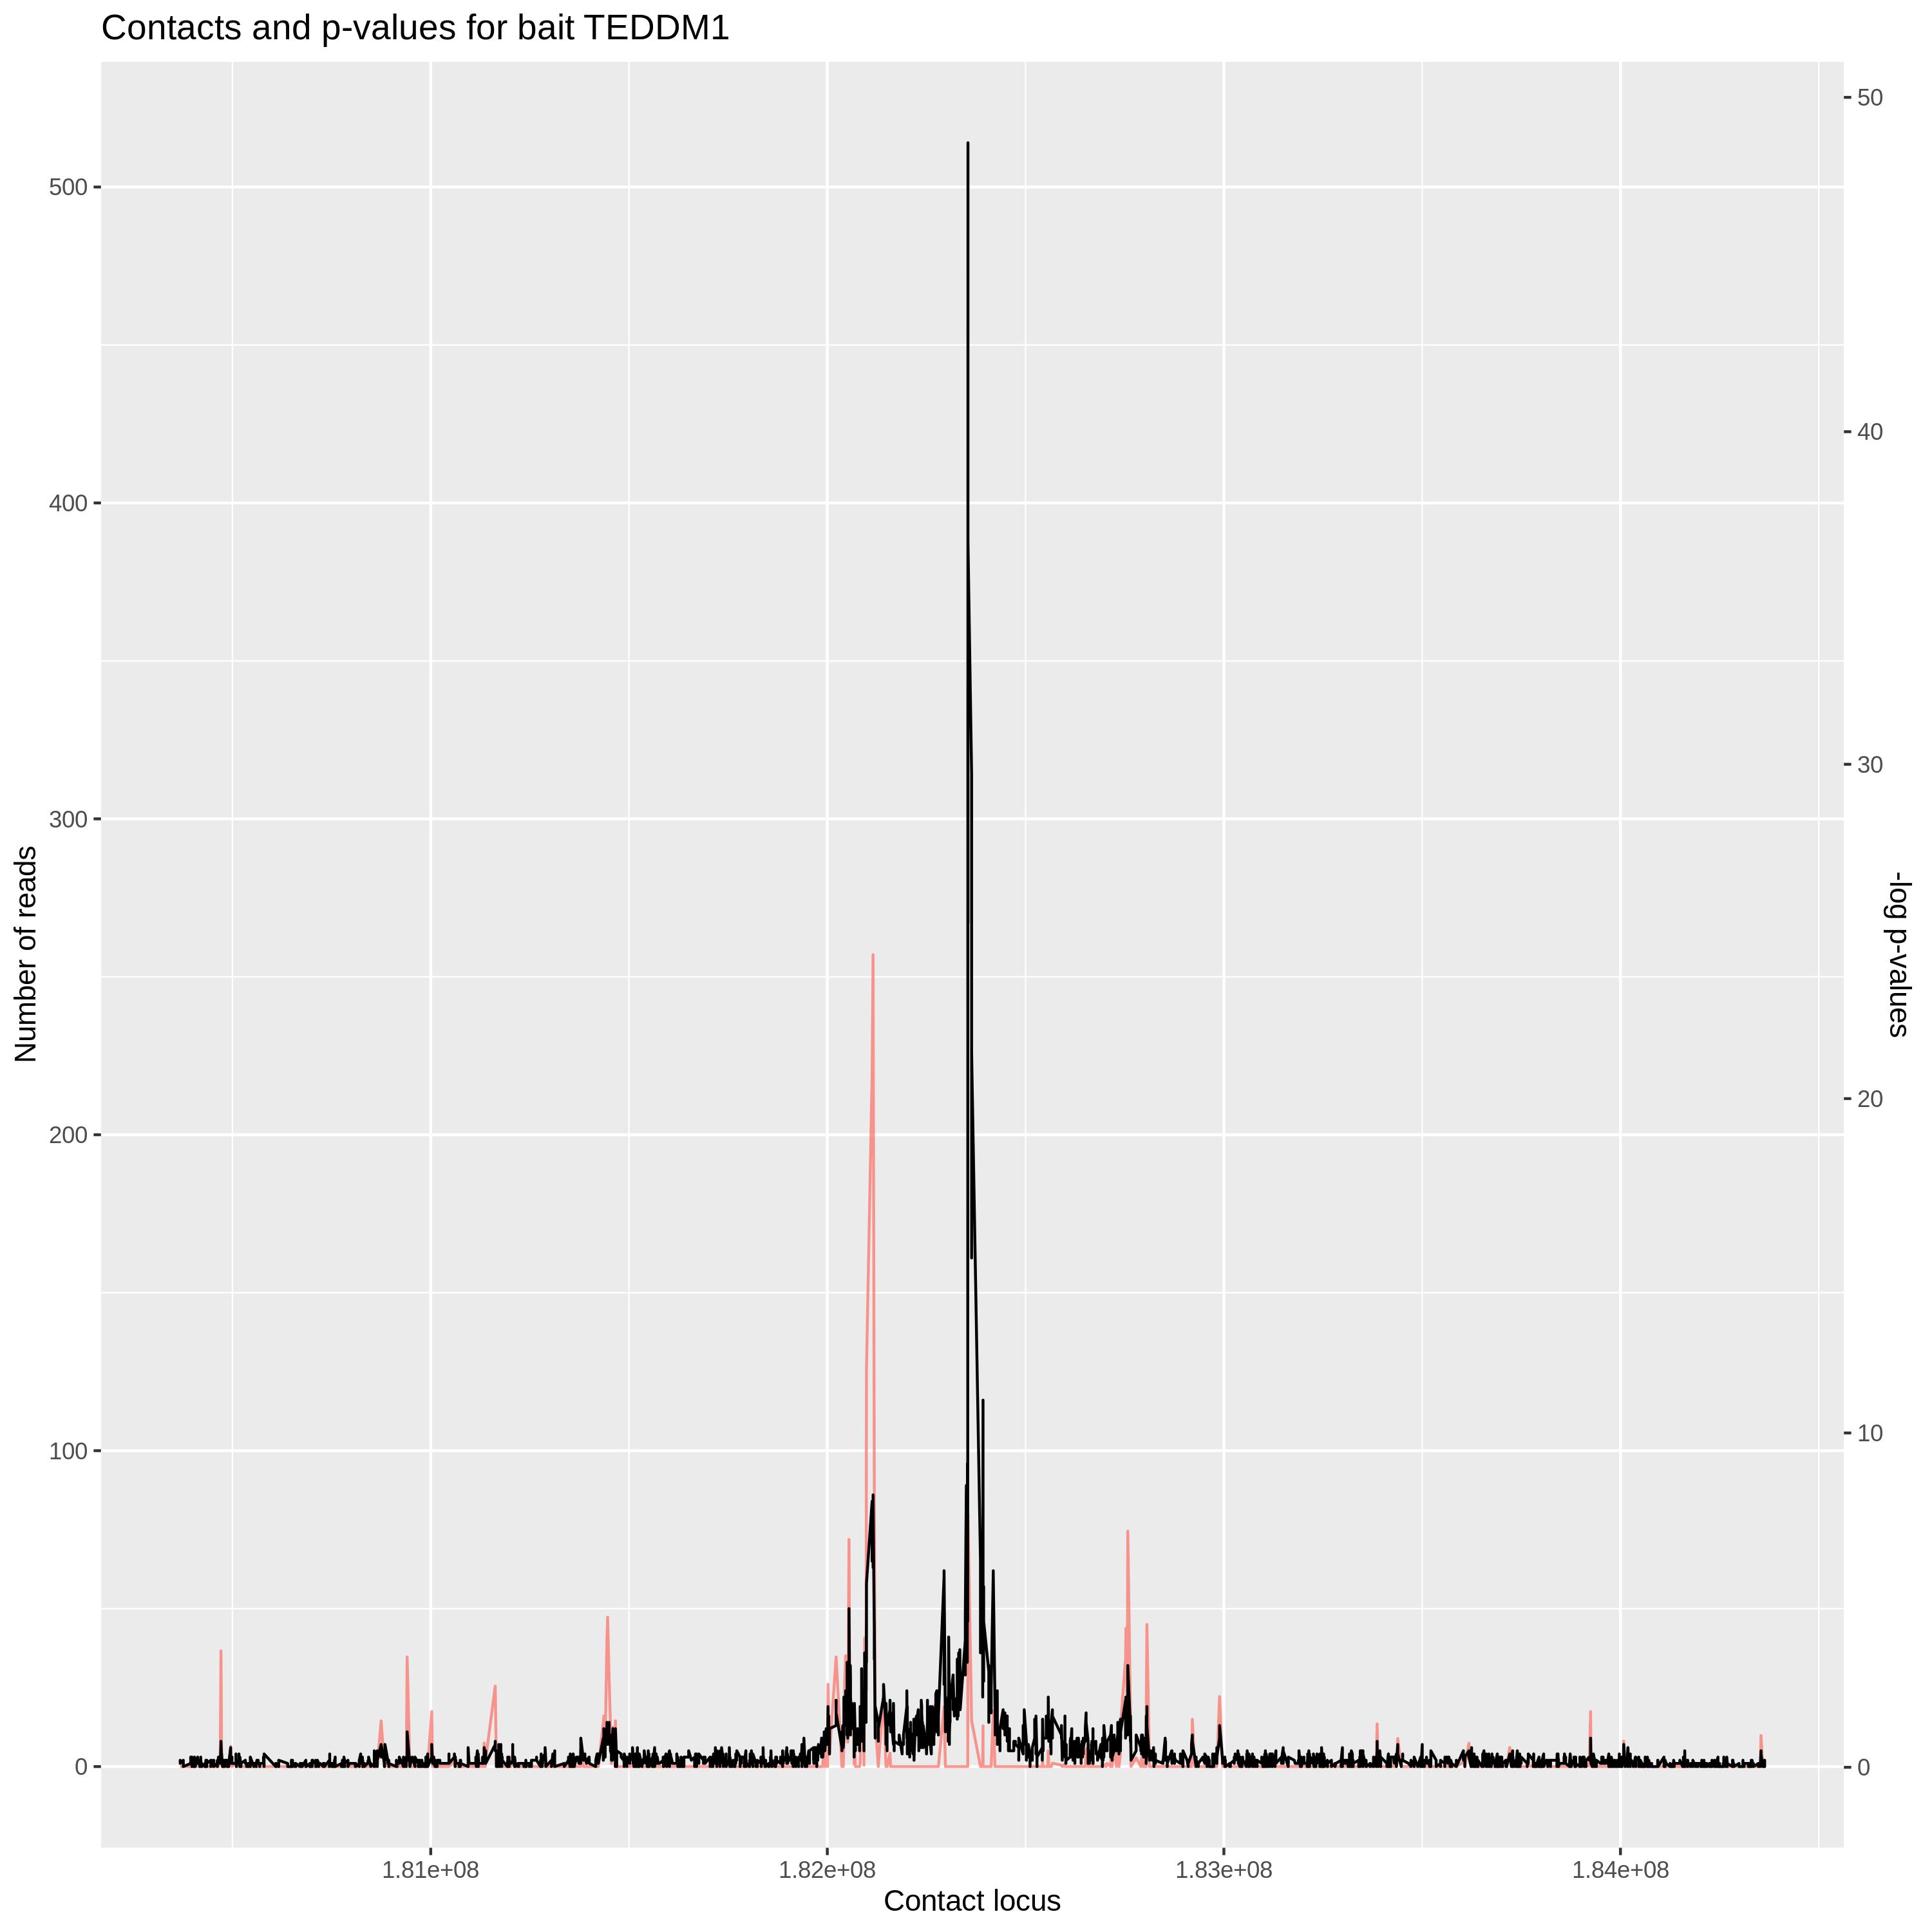 Contacts and p-values for bait TEDDM1
500
400
300
200
100
0
Number of reads
50
40
30
20
10
0
-log p-values
1.81e+08
1.82e+08
1.83e+08
1.84e+08
Contact locus